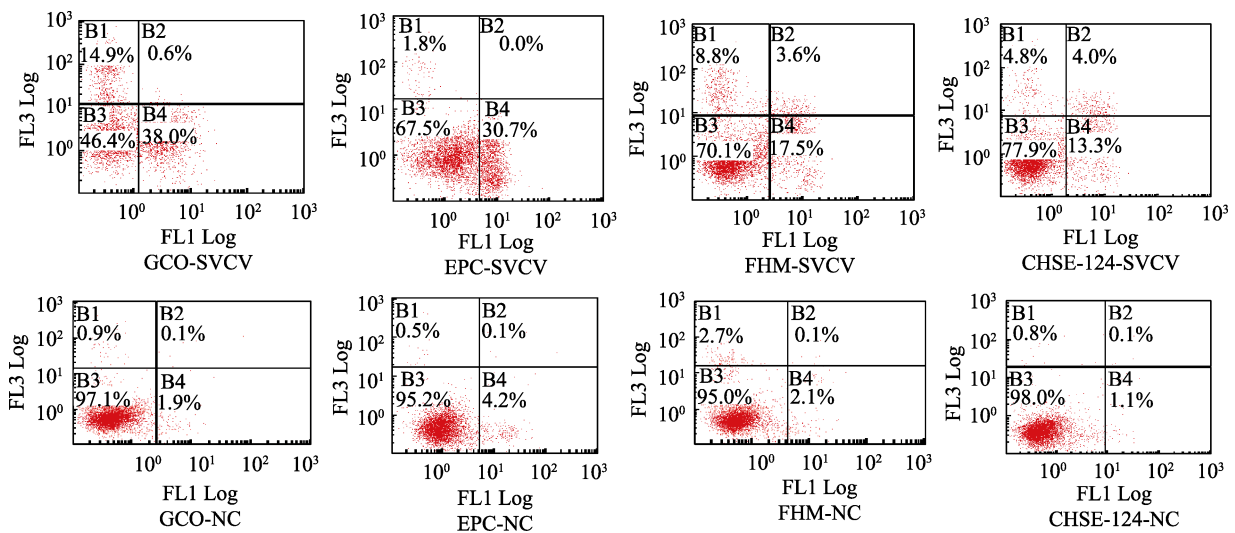 FL3 Log
10³
10²
10¹
10⁰
B1
14.9%
B2
0.6%
B3
46.4%
B4
38.0%
10⁰ 10¹ 10² 10³
FL1 Log
GCO-SVCV
FL3 Log
10³
10²
10¹
10⁰
B1
1.8%
B2
0.0%
B3
67.5%
B4
30.7%
10⁰ 10¹ 10² 10³
FL1 Log
EPC-SVCV
FL3 Log
10³
10²
10¹
10⁰
B1
8.8%
B2
3.6%
B3
70.1%
B4
17.5%
10⁰ 10¹ 10² 10³
FL1 Log
FHM-SVCV
FL3 Log
10³
10²
10¹
10⁰
B1
4.8%
B2
4.0%
B3
77.9%
B4
13.3%
10⁰ 10¹ 10² 10³
FL1 Log
CHSE-124-SVCV
FL3 Log
10³
10²
10¹
10⁰
B1
0.9%
B2
0.1%
B3
97.1%
B4
1.9%
10⁰ 10¹ 10² 10³
FL1 Log
GCO-NC
FL3 Log
10³
10²
10¹
10⁰
B1
0.5%
B2
0.1%
B3
95.2%
B4
4.2%
10⁰ 10¹ 10² 10³
FL1 Log
EPC-NC
FL3 Log
10³
10²
10¹
10⁰
B1
2.7%
B2
0.1%
B3
95.0%
B4
2.1%
10⁰ 10¹ 10² 10³
FL1 Log
FHM-NC
FL3 Log
10³
10²
10¹
10⁰
B1
0.8%
B2
0.1%
B3
98.0%
B4
1.1%
10⁰ 10¹ 10² 10³
FL1 Log
CHSE-124-NC